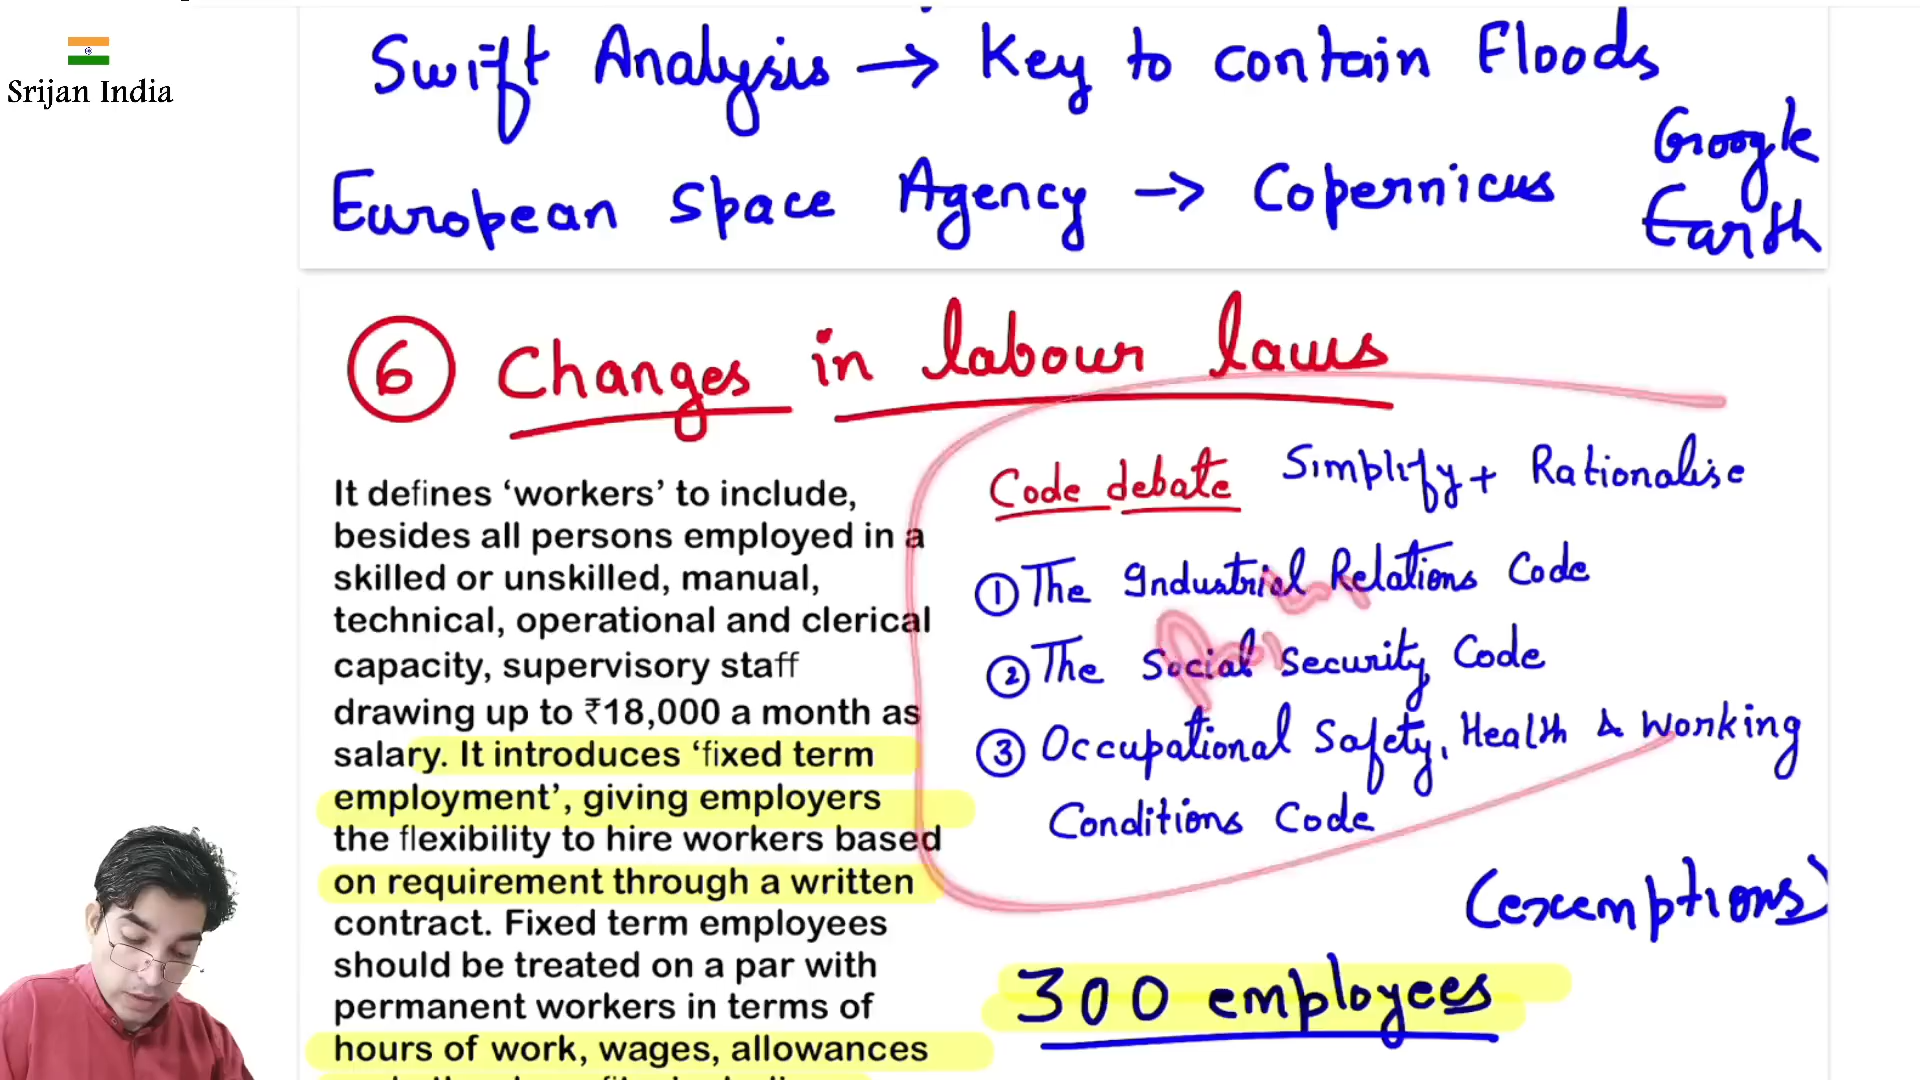 Srijan India
Swift Analysis → Key to contain Floods
European Space Agency → Copernicus
Google
Earth
6 Changes in labour laws
It defines ‘workers’ to include,
besides all persons employed in a
skilled or unskilled, manual,
technical, operational and clerical
capacity, supervisory staff
drawing up to ₹18,000 a month as
salary. It introduces ‘fixed term
employment’, giving employers
the flexibility to hire workers based
on requirement through a written
contract. Fixed term employees
should be treated on a par with
permanent workers in terms of
hours of work, wages, allowances
Code debate Simplify + Rationalise
① The Industrial Relations Code
② The Social Security Code
③ Occupational Safety, Health & Working
Conditions Code
(exemptions)
300 employees